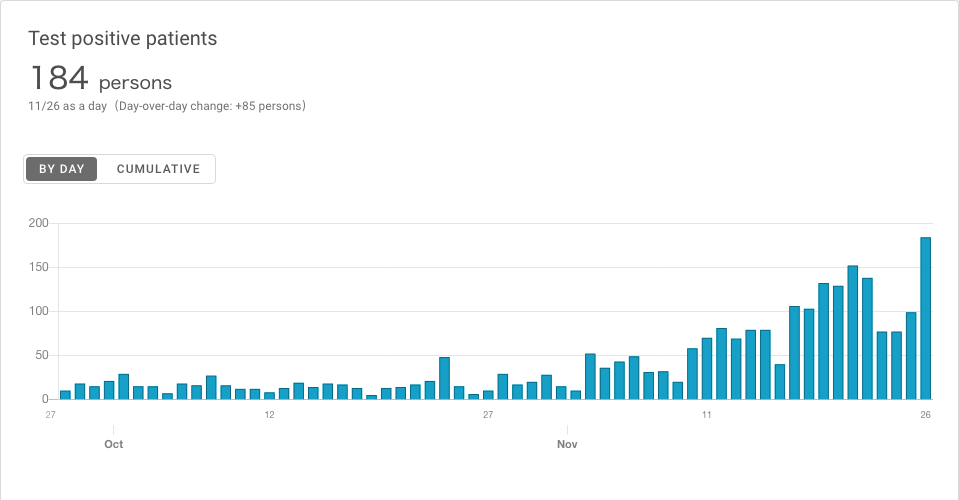 Test positive patients
184 persons
11/26 as a day（Day-over-day change: +85 persons）
BY DAY CUMULATIVE
200
150
100
50
0
27 12 27 11 26
Oct Nov